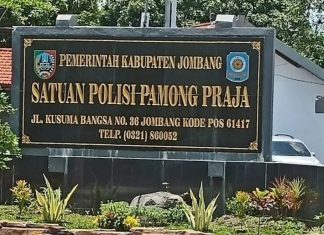 PEMERINTAH KABUPATEN JOMBANG
SATUAN POLISI PAMONG PRAJA
JL. KUSUMA BANGSA NO. 36 JOMBANG KODE POS 61417
TELP. (0321) 860052